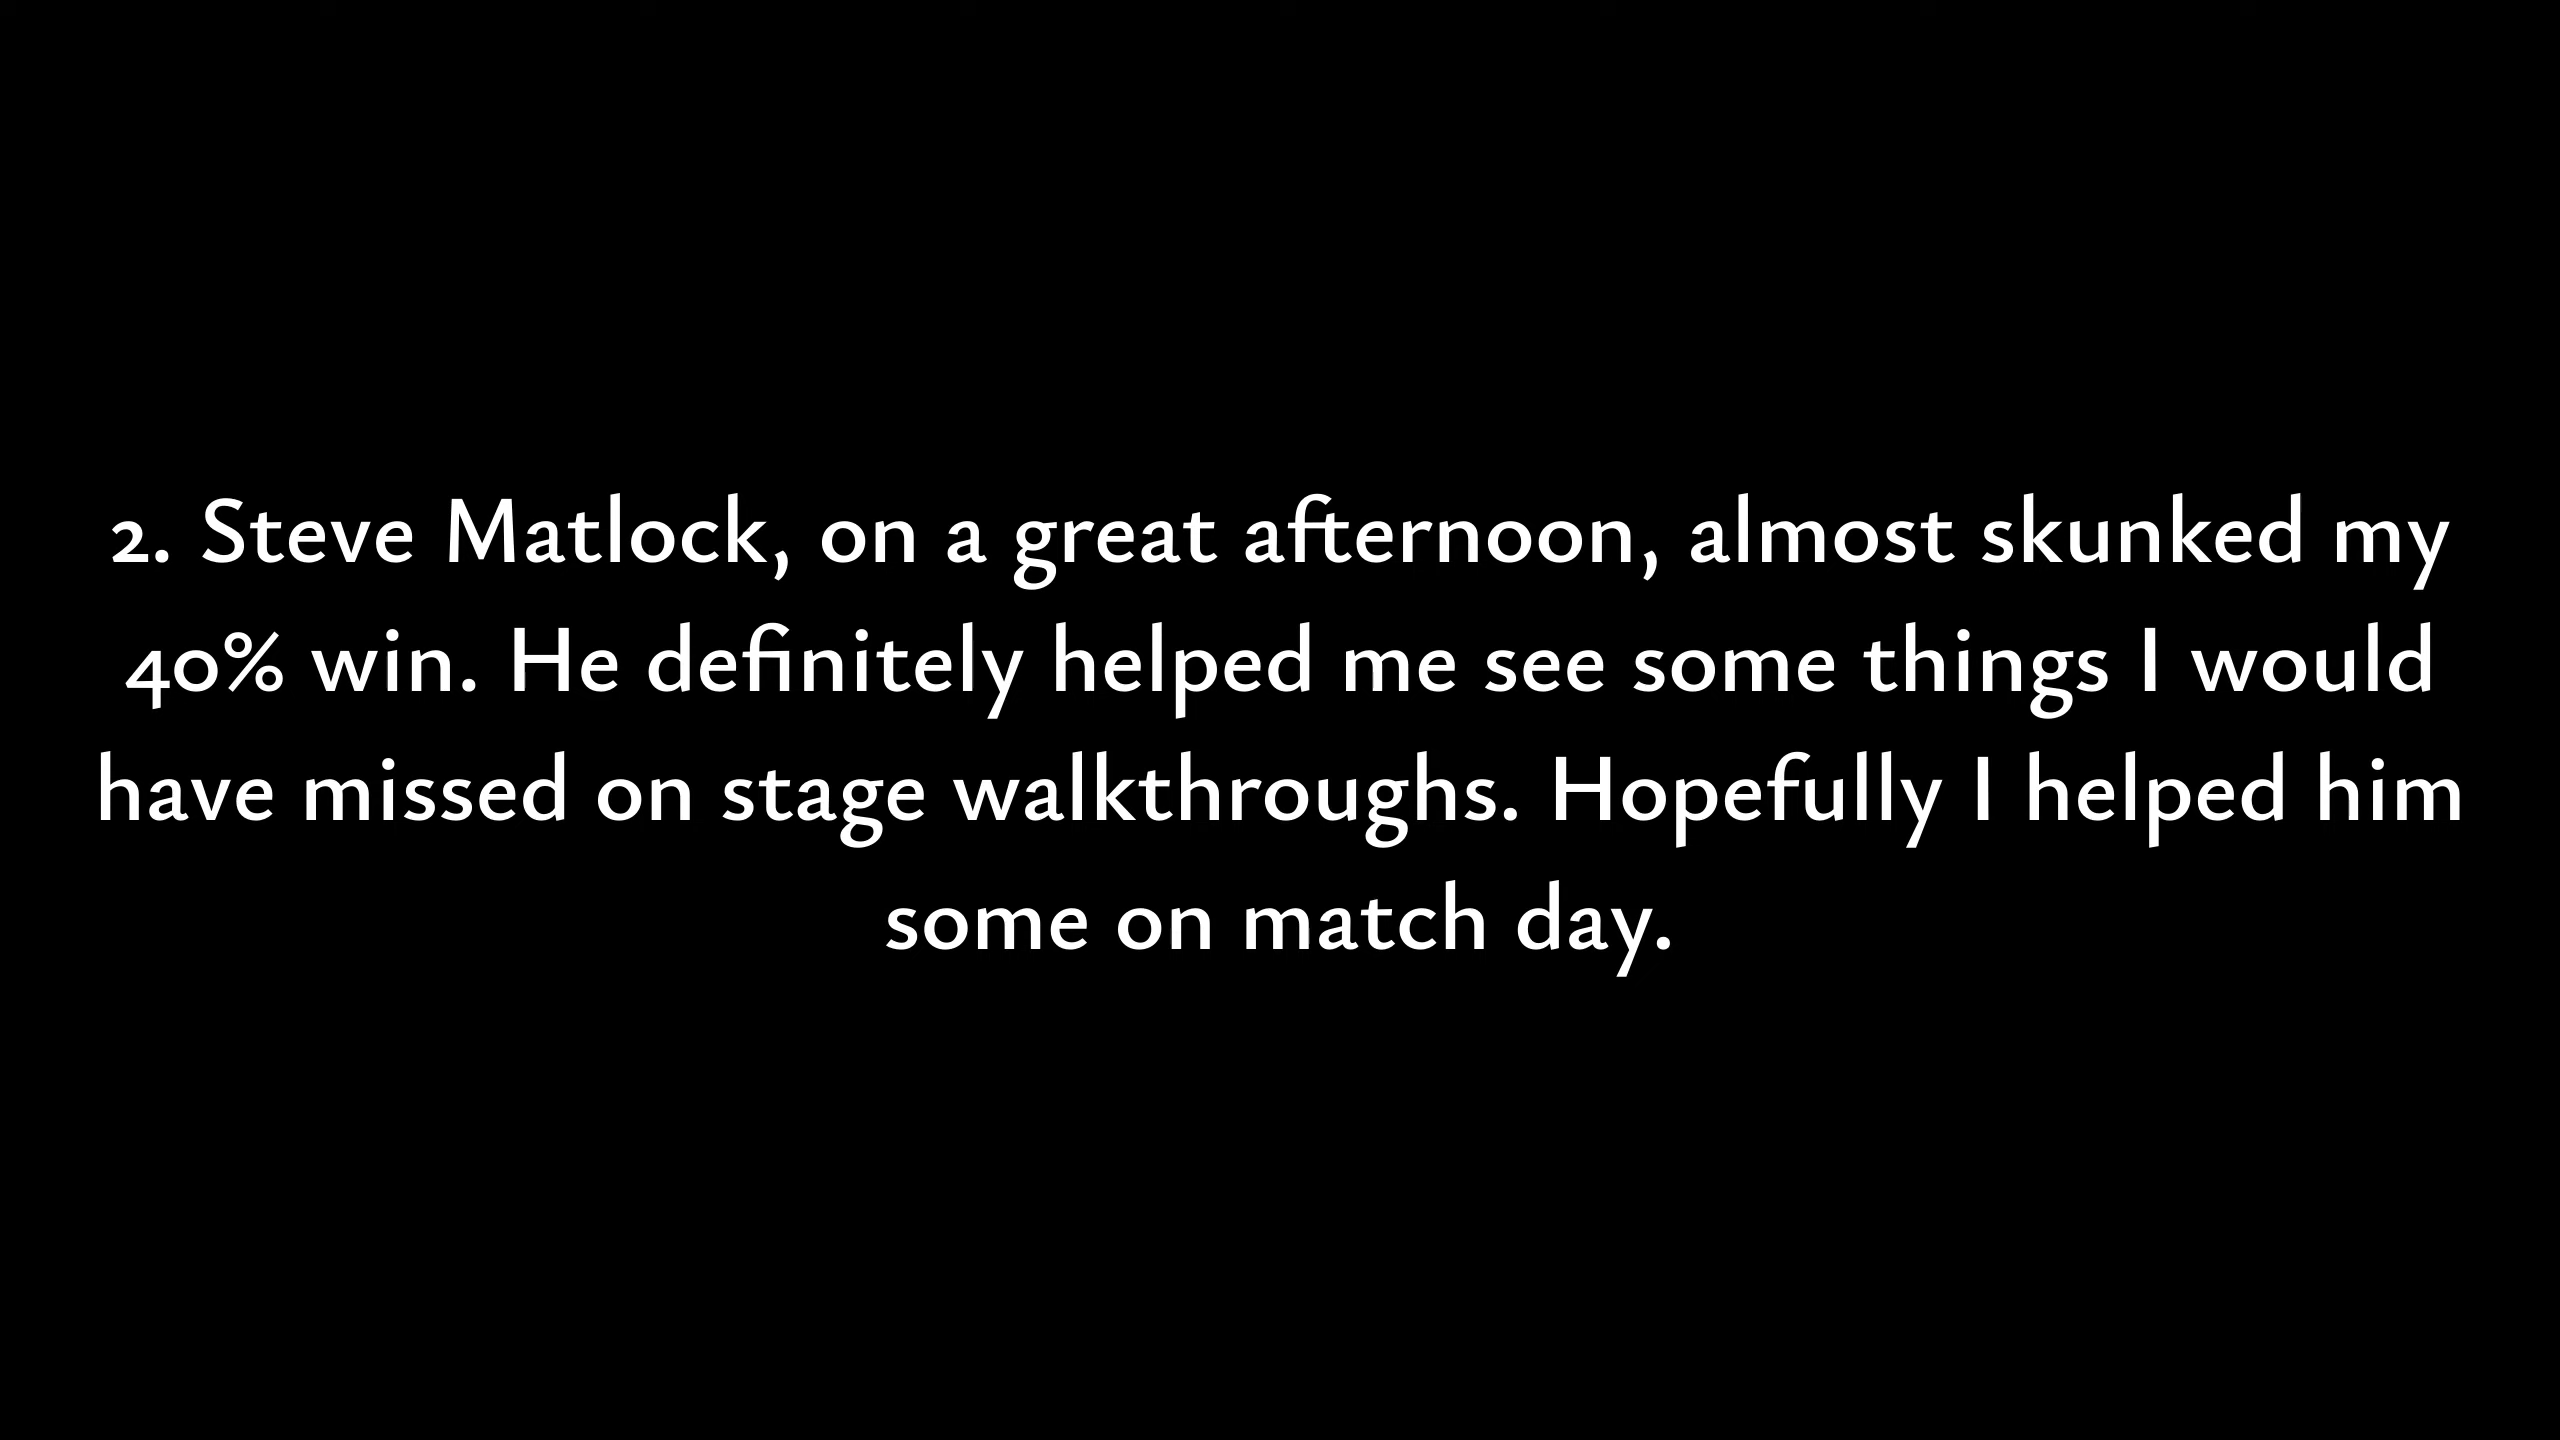 2. Steve Matlock, on a great afternoon, almost skunked my
40% win. He definitely helped me see some things I would
have missed on stage walkthroughs. Hopefully I helped him
some on match day.